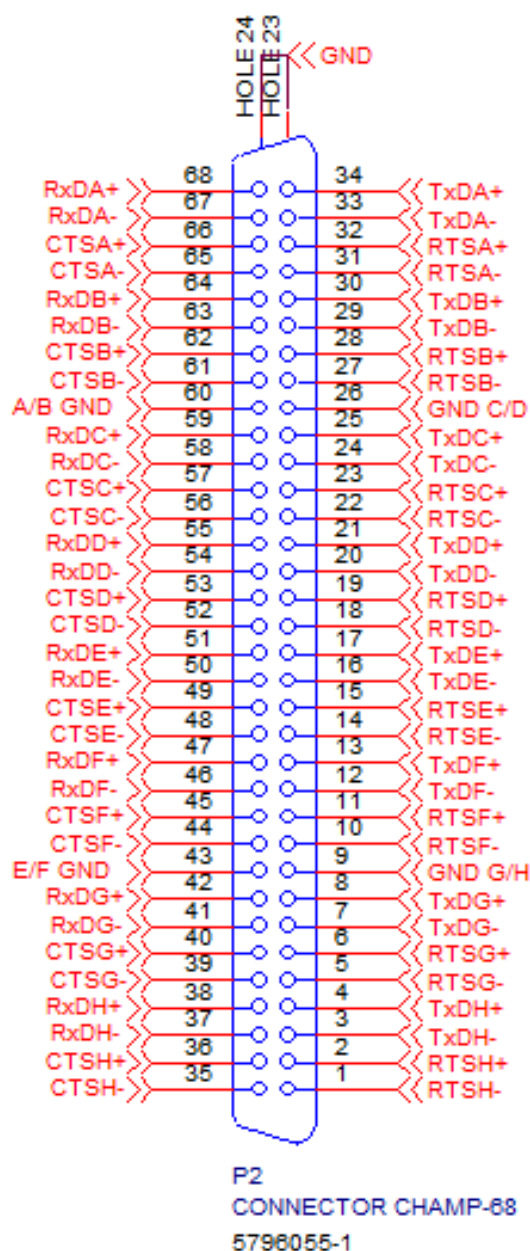 HOLE 24
HOLE 23
GND
RxDA+ 68 34 TxDA+
RxDA- 67 33 TxDA-
CTSA+ 66 32 RTSA+
CTSA- 65 31 RTSA-
RxDB+ 64 30 TxDB+
RxDB- 63 29 TxDB-
CTSB+ 62 28 RTSB+
CTSB- 61 27 RTSB-
A/B GND 60 26 GND C/D
RxDC+ 59 25 TxDC+
RxDC- 58 24 TxDC-
CTSC+ 57 23 RTSC+
CTSC- 56 22 RTSC-
RxDD+ 55 21 TxDD+
RxDD- 54 20 TxDD-
CTSD+ 53 19 RTSD+
CTSD- 52 18 RTSD-
RxDE+ 51 17 TxDE+
RxDE- 50 16 TxDE-
CTSE+ 49 15 RTSE+
CTSE- 48 14 RTSE-
RxDF+ 47 13 TxDF+
RxDF- 46 12 TxDF-
CTSF+ 45 11 RTSF+
CTSF- 44 10 RTSF-
E/F GND 43 9 GND G/H
RxDG+ 42 8 TxDG+
RxDG- 41 7 TxDG-
CTSG+ 40 6 RTSG+
CTSG- 39 5 RTSG-
RxDH+ 38 4 TxDH+
RxDH- 37 3 TxDH-
CTSH+ 36 2 RTSH+
CTSH- 35 1 RTSH-
P2
CONNECTOR CHAMP-68
5796055-1